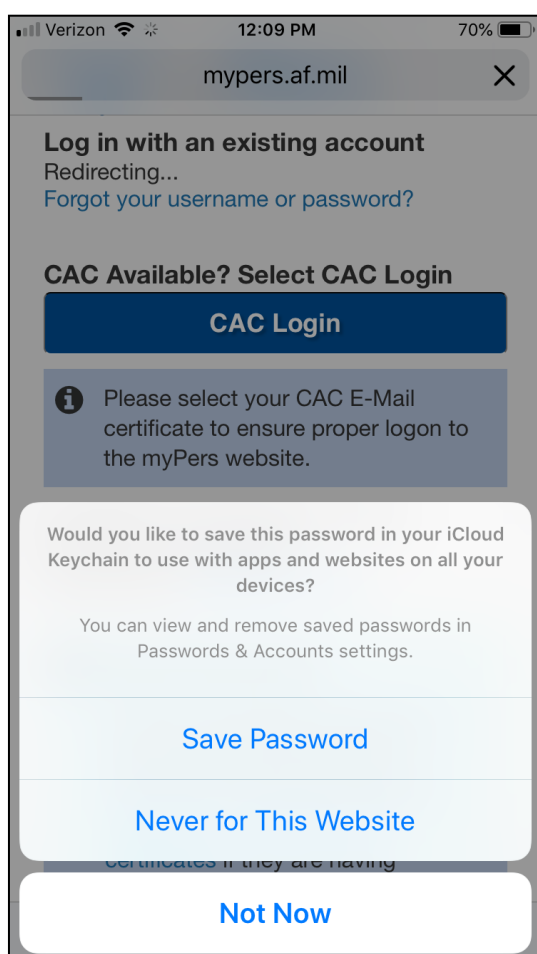 Verizon 12:09 PM 70%
mypers.af.mil
Log in with an existing account
Redirecting...
Forgot your username or password?
CAC Available? Select CAC Login
CAC Login
Please select your CAC E-Mail
certificate to ensure proper logon to
the myPers website.
Would you like to save this password in your iCloud
Keychain to use with apps and websites on all your
devices?
You can view and remove saved passwords in
Passwords & Accounts settings.
Save Password
Never for This Website
certificates if they are having
Not Now